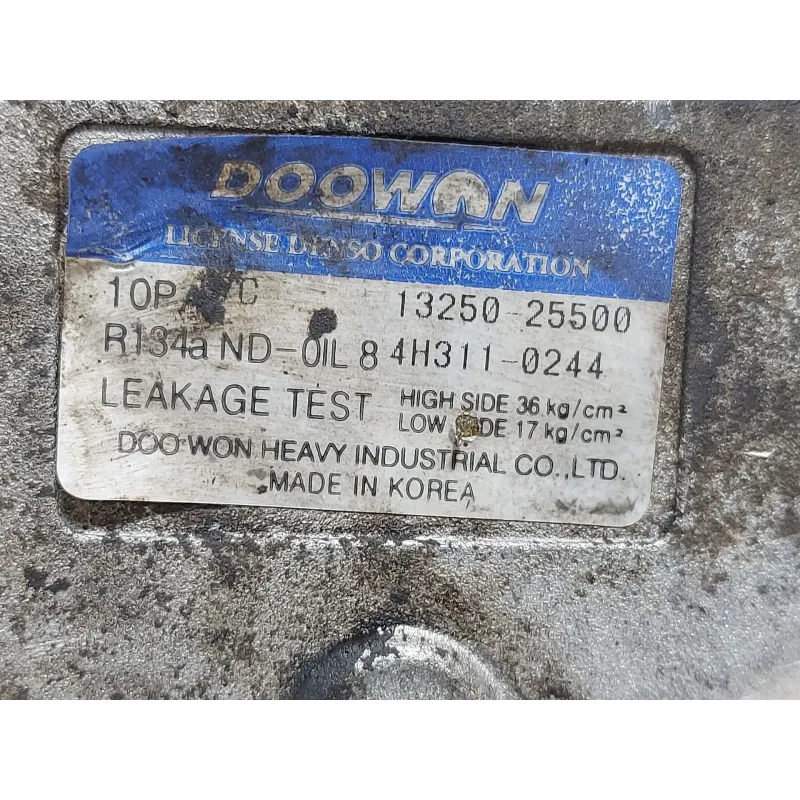 DOOWON
LICENSE DENSO CORPORATION
13250-25500
R134a ND-OIL 8 4H311-0244
LEAKAGE TEST HIGH SIDE 36 kg/cm²
LOW SIDE 17 kg/cm²
DOO-WON HEAVY INDUSTRIAL CO., LTD.
MADE IN KOREA